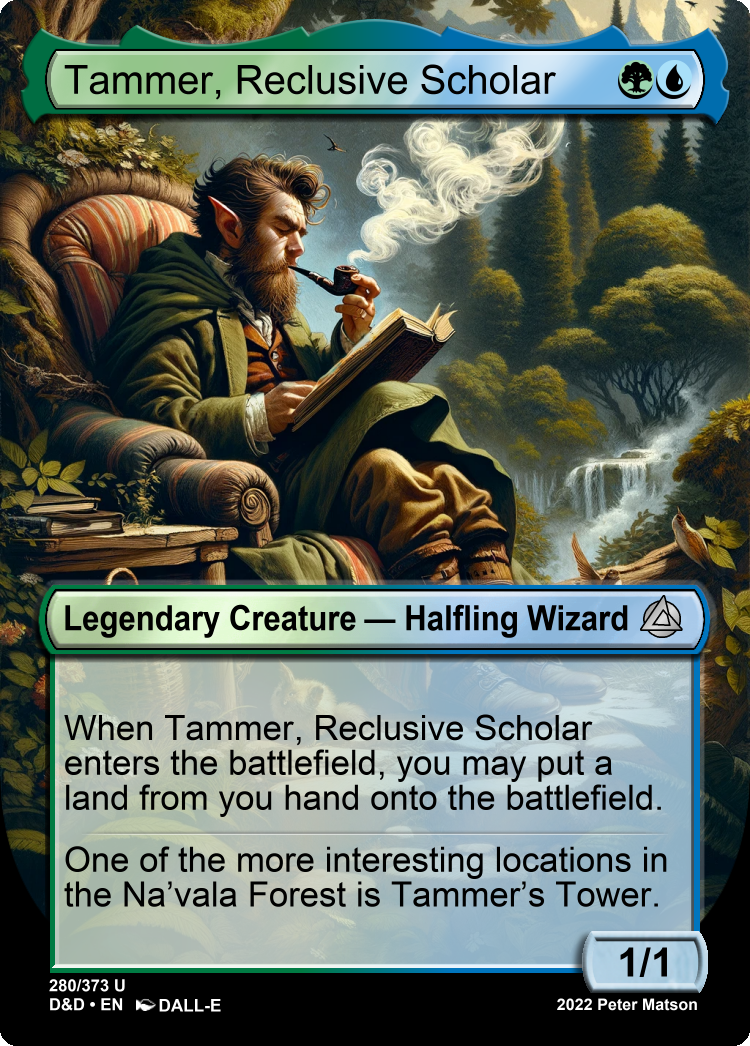 Tammer, Reclusive Scholar
Legendary Creature — Halfling Wizard
When Tammer, Reclusive Scholar
enters the battlefield, you may put a
land from you hand onto the battlefield.
One of the more interesting locations in
the Na’vala Forest is Tammer’s Tower.
1/1
280/373 U
D&D • EN DALL-E
2022 Peter Matson